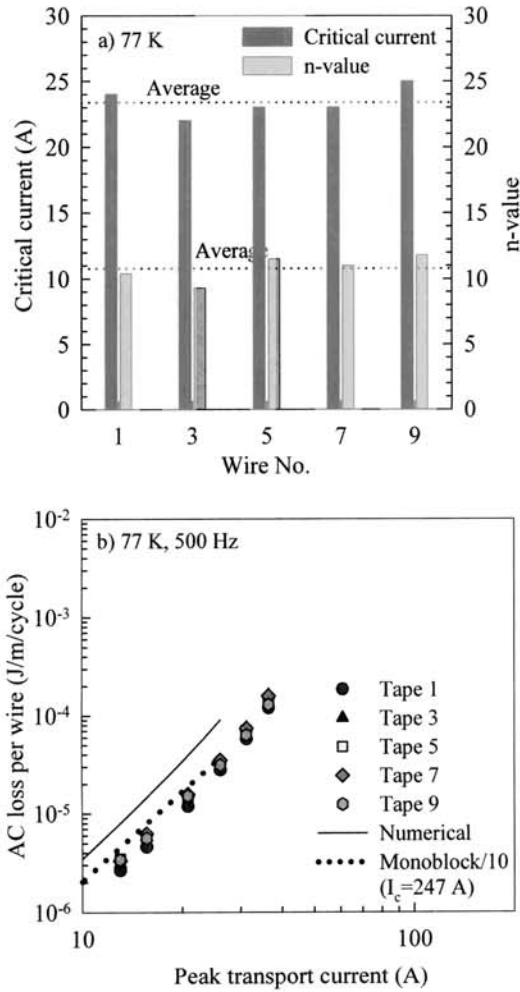 30
30
a) 77 K
Critical current
n-value
25
25
Average
20
20
Critical current (A)
n-value
15
15
Average
10
10
5
5
0
0
1
3
5
7
9
Wire No.
10-2
b) 77 K, 500 Hz
10-3
AC loss per wire (J/m/cycle)
10-4
Tape 1
Tape 3
Tape 5
Tape 7
10-5
Tape 9
Numerical
Monoblock/10
(Ic=247 A)
10-6
10
100
Peak transport current (A)